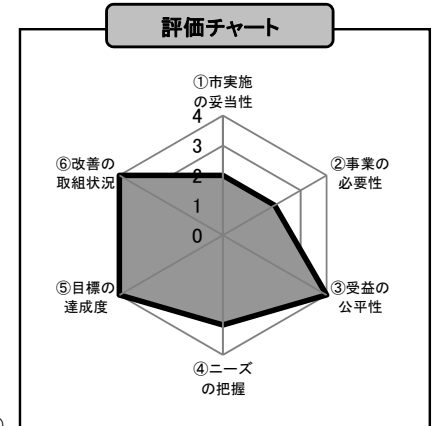 評価チャート
①市実施
の妥当性
4
3
2
1
0
②事業の
必要性
③受益の
公平性
④ニーズ
の把握
⑤目標の
達成度
⑥改善の
取組状況